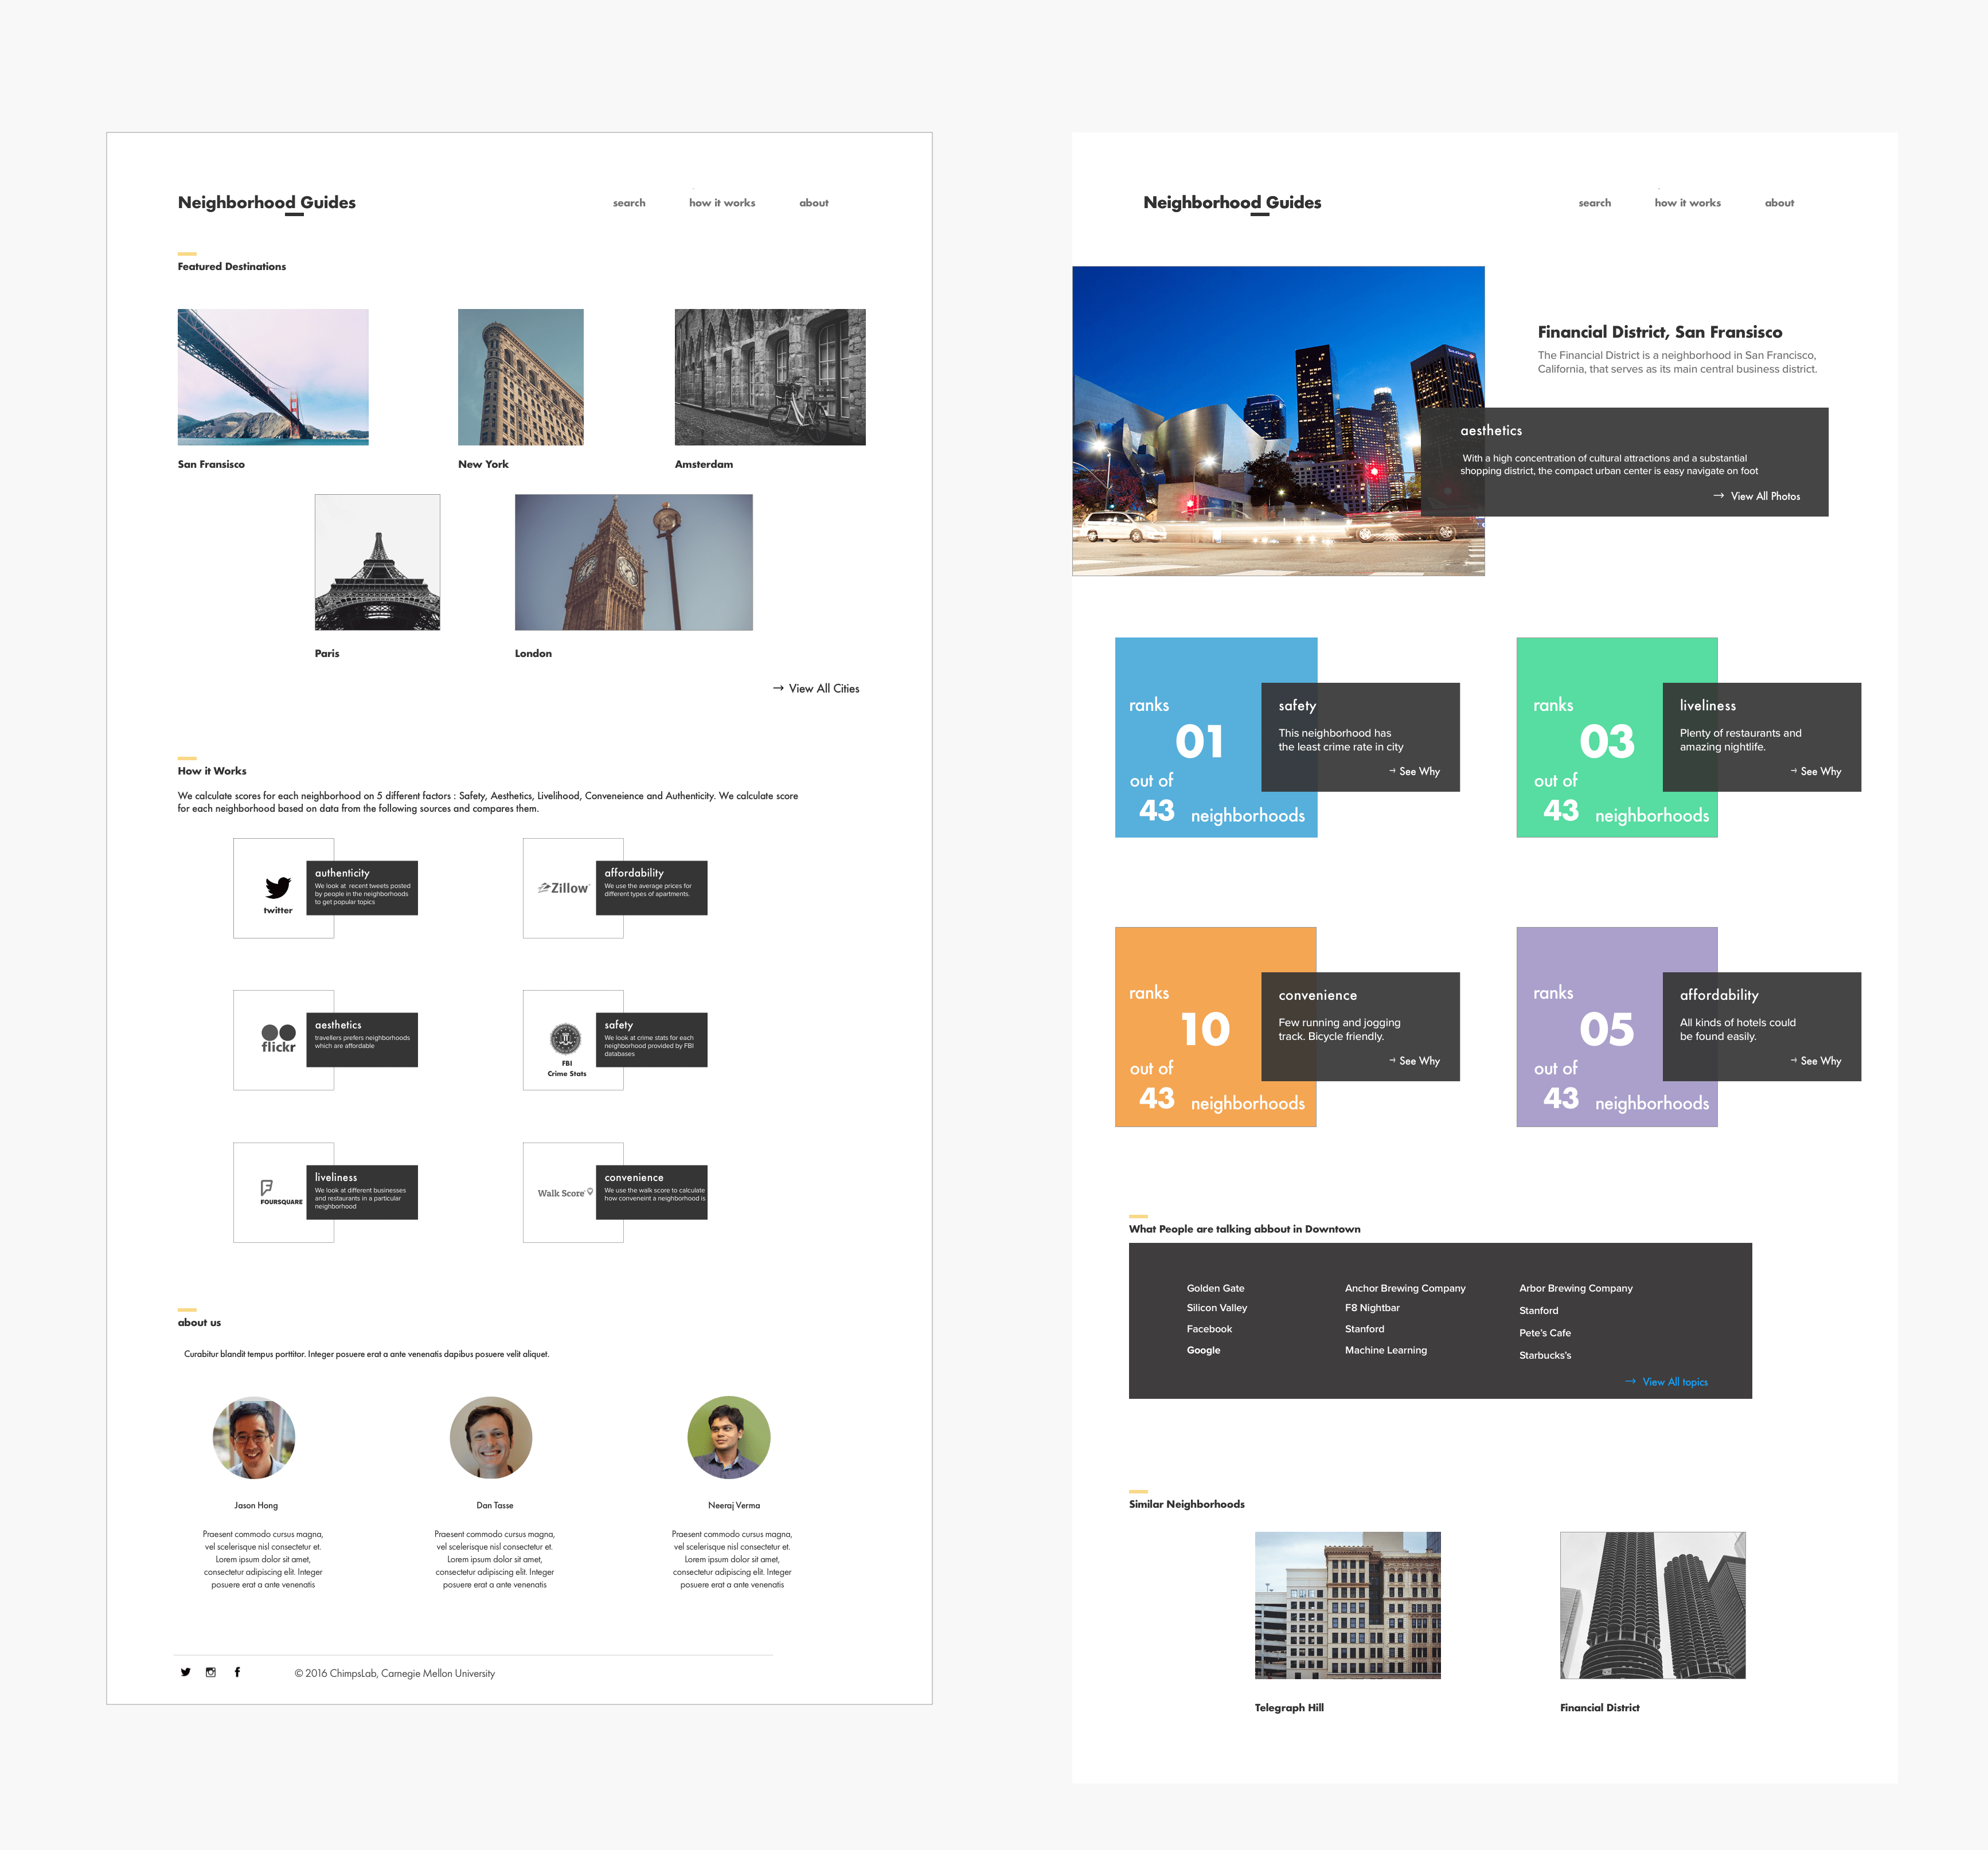 Neighborhood Guides
search how it works about
Featured Destinations
San Fransisco
New York
Amsterdam
Paris
London
→ View All Cities
How it Works
We calculate scores for each neighborhood on 5 different factors : Safety, Aesthetics, Livelihood, Conveneience and Authenticity. We calculate score
for each neighborhood based on data from the following sources and compares them.
twitter
authenticity
We look at recent tweets posted
by people in the neighborhoods
to get popular topics
Zillow
affordability
We use the average prices for
different types of apartments.
flickr
aesthetics
travellers prefers neighborhoods
which are affordable
FBI
Crime Stats
safety
We look at crime stats for each
neighborhood provided by FBI
databases
FOURSQUARE
liveliness
We look at different businesses
and restaurants in a particular
neighborhood
Walk Score
convenience
We use the walk score to calculate
how conveneint a neighborhood is
about us
Curabitur blandit tempus porttitor. Integer posuere erat a ante venenatis dapibus posuere velit aliquet.
Jason Hong
Praesent commodo cursus magna,
vel scelerisque nisl consectetur et.
Lorem ipsum dolor sit amet,
consectetur adipiscing elit. Integer
posuere erat a ante venenatis
Dan Tasse
Praesent commodo cursus magna,
vel scelerisque nisl consectetur et.
Lorem ipsum dolor sit amet,
consectetur adipiscing elit. Integer
posuere erat a ante venenatis
Neeraj Verma
Praesent commodo cursus magna,
vel scelerisque nisl consectetur et.
Lorem ipsum dolor sit amet,
consectetur adipiscing elit. Integer
posuere erat a ante venenatis
© 2016 ChimpsLab, Carnegie Mellon University
Neighborhood Guides
search how it works about
Financial District, San Fransisco
The Financial District is a neighborhood in San Francisco,
California, that serves as its main central business district.
aesthetics
With a high concentration of cultural attractions and a substantial
shopping district, the compact urban center is easy navigate on foot
→ View All Photos
ranks
01
out of
43 neighborhoods
safety
This neighborhood has
the least crime rate in city
→ See Why
ranks
03
out of
43 neighborhoods
liveliness
Plenty of restaurants and
amazing nightlife.
→ See Why
ranks
10
out of
43 neighborhoods
convenience
Few running and jogging
track. Bicycle friendly.
→ See Why
ranks
05
out of
43 neighborhoods
affordability
All kinds of hotels could
be found easily.
→ See Why
What People are talking abbout in Downtown
Golden Gate
Silicon Valley
Facebook
Google
Anchor Brewing Company
F8 Nightbar
Stanford
Machine Learning
Arbor Brewing Company
Stanford
Pete's Cafe
Starbucks's
→ View All topics
Similar Neighborhoods
Telegraph Hill
Financial District